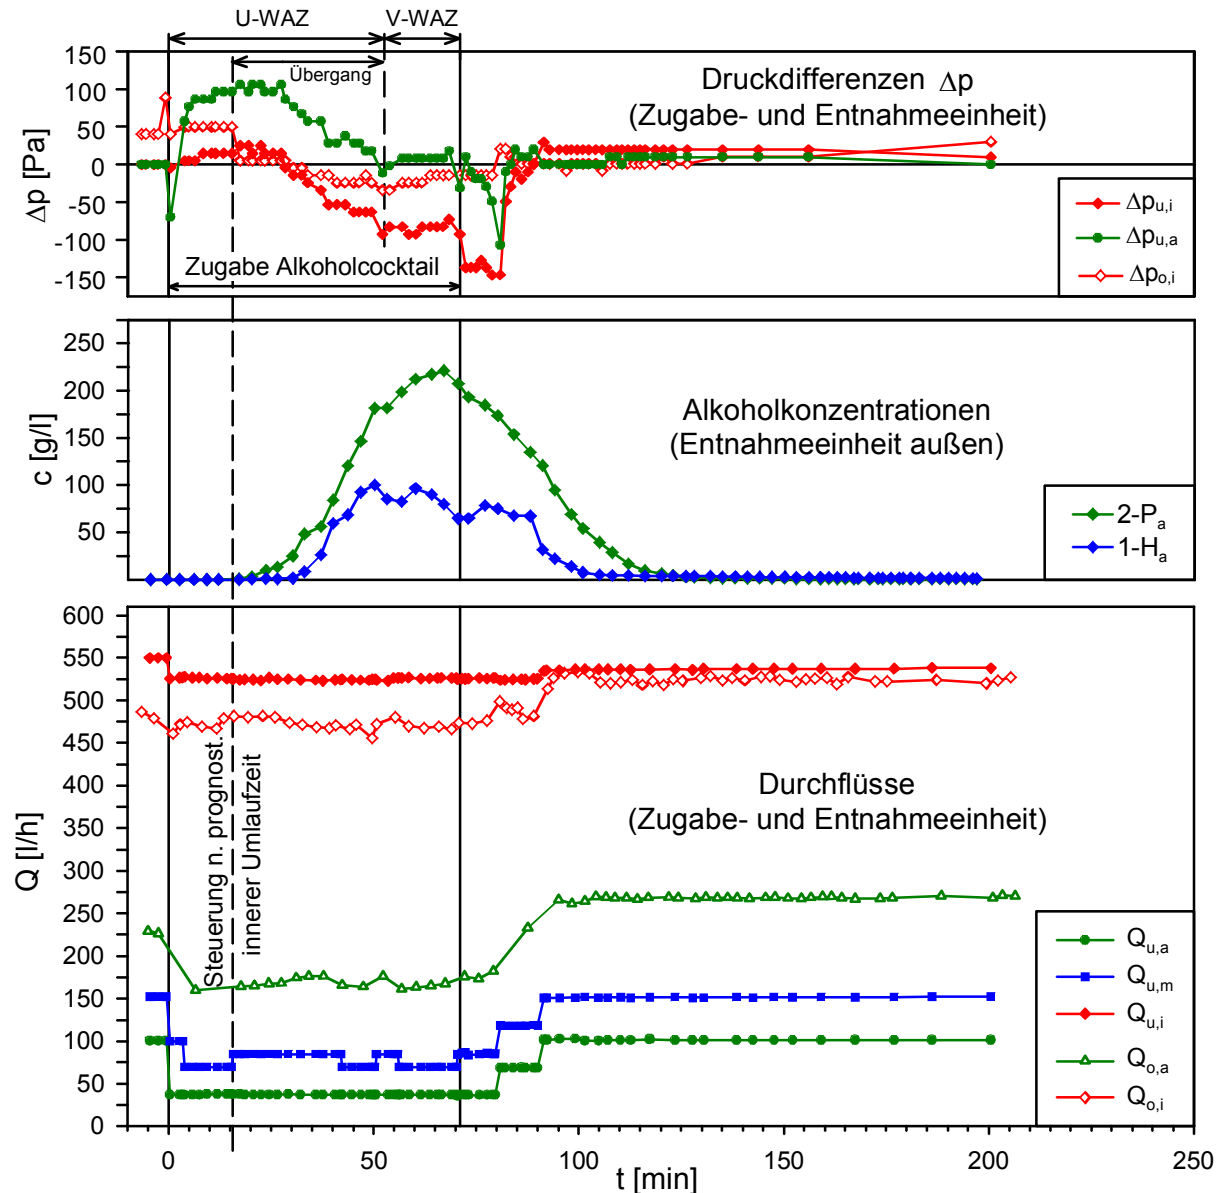 U-WAZ
V-WAZ
Übergang
Druckdifferenzen Δp
(Zugabe- und Entnahmeeinheit)
Zugabe Alkoholcocktail
Δp [Pa]
150
100
50
0
-50
-100
-150
Δpu,i
Δpu,a
Δpo,i
Alkoholkonzentrationen
(Entnahmeeinheit außen)
c [g/l]
250
200
150
100
50
2-Pa
1-Ha
Durchflüsse
(Zugabe- und Entnahmeeinheit)
Steuerung n. prognost.
innerer Umlaufzeit
Q [l/h]
600
550
500
450
400
350
300
250
200
150
100
50
0
Qu,a
Qu,m
Qu,i
Qo,a
Qo,i
0 50 100 150 200 250
t [min]